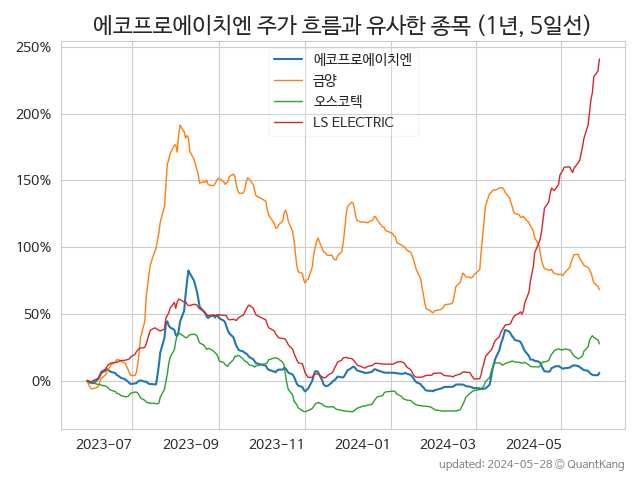 에코프로에이치엔 주가 흐름과 유사한 종목 (1년, 5일선)
250%
200%
150%
100%
50%
0%
에코프로에이치엔
금양
오스코텍
LS ELECTRIC
2023-07
2023-09
2023-11
2024-01
2024-03
2024-05
updated: 2024-05-28 © QuantKang